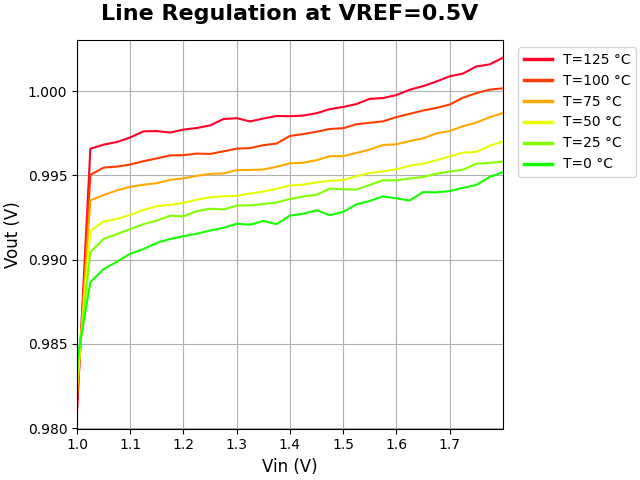 Line Regulation at VREF=0.5V
1.000
0.995
0.990
0.985
0.980
Vout (V)
1.0 1.1 1.2 1.3 1.4 1.5 1.6 1.7
Vin (V)
T=125 °C
T=100 °C
T=75 °C
T=50 °C
T=25 °C
T=0 °C